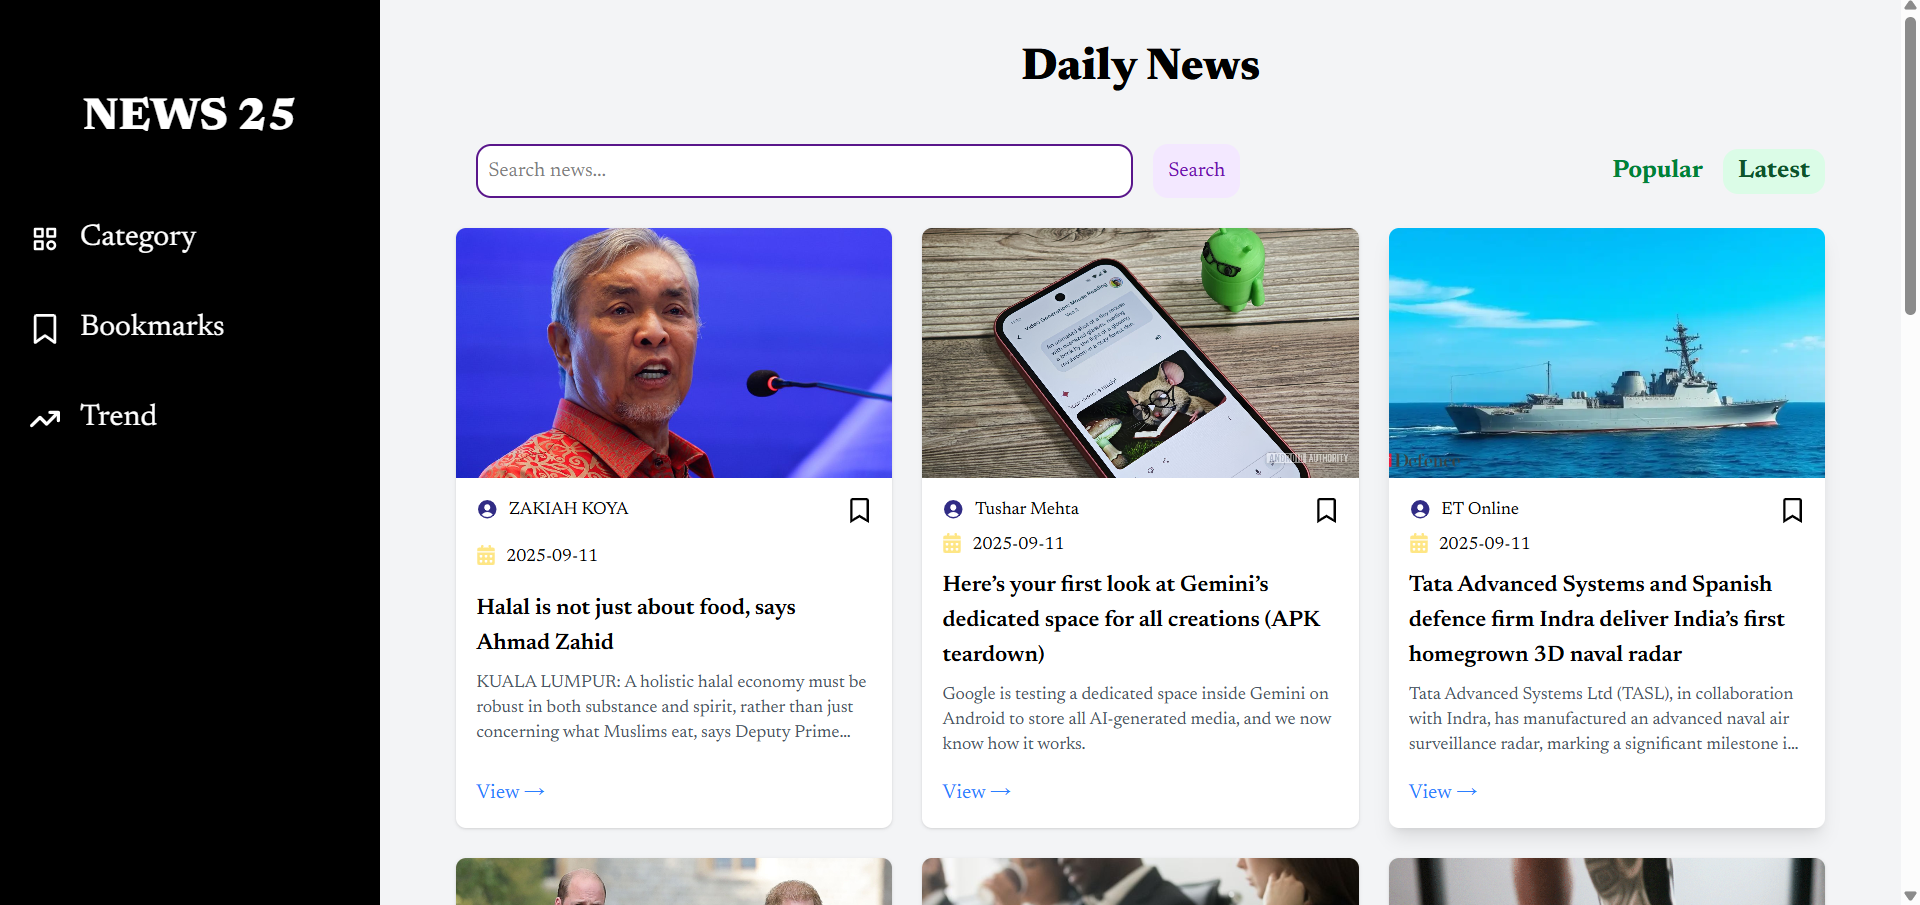 NEWS 25
Category
Bookmarks
Trend
Daily News
Search news...
Search
Popular
Latest
ANDROID AUTHORITY
Defence
ZAKIAH KOYA
2025-09-11
Halal is not just about food, says
Ahmad Zahid
KUALA LUMPUR: A holistic halal economy must be
robust in both substance and spirit, rather than just
concerning what Muslims eat, says Deputy Prime...
View →
Tushar Mehta
2025-09-11
Here's your first look at Gemini's
dedicated space for all creations (APK
teardown)
Google is testing a dedicated space inside Gemini on
Android to store all AI-generated media, and we now
know how it works.
View →
ET Online
2025-09-11
Tata Advanced Systems and Spanish
defence firm Indra deliver India's first
homegrown 3D naval radar
Tata Advanced Systems Ltd (TASL), in collaboration
with Indra, has manufactured an advanced naval air
surveillance radar, marking a significant milestone i...
View →